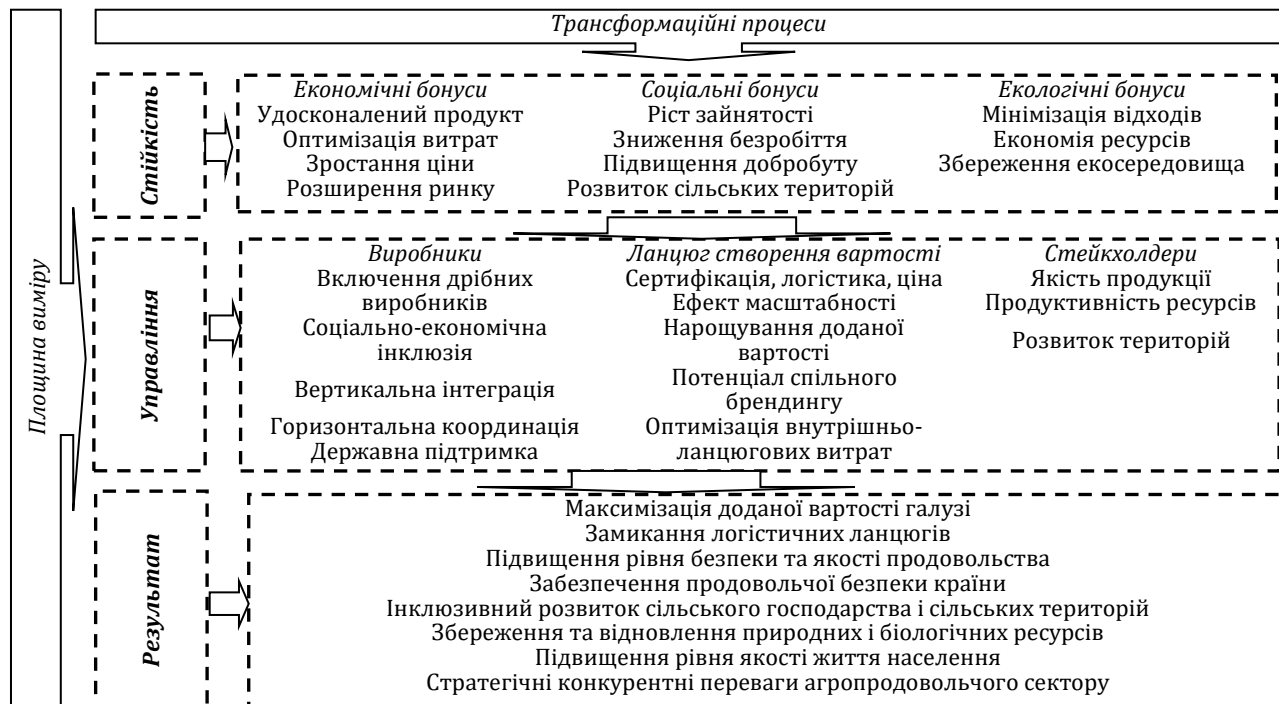 Трансформаційні процеси
Площина виміру
Стійкість
Економічні бонуси
Удосконалений продукт
Оптимізація витрат
Зростання ціни
Розширення ринку
Соціальні бонуси
Ріст зайнятості
Зниження безробіття
Підвищення добробуту
Розвиток сільських територій
Екологічні бонуси
Мінімізація відходів
Економія ресурсів
Збереження екосередовища
Управління
Виробники
Включення дрібних
виробників
Соціально-економічна
інклюзія
Вертикальна інтеграція
Горизонтальна координація
Державна підтримка
Ланцюг створення вартості
Сертифікація, логістика, ціна
Ефект масштабності
Нарощування доданої
вартості
Потенціал спільного
брендингу
Оптимізація внутрішньо-
ланцюгових витрат
Стейкхолдери
Якість продукції
Продуктивність ресурсів
Розвиток територій
Результат
Максимізація доданої вартості галузі
Замикання логістичних ланцюгів
Підвищення рівня безпеки та якості продовольства
Забезпечення продовольчої безпеки країни
Інклюзивний розвиток сільського господарства і сільських територій
Збереження та відновлення природних і біологічних ресурсів
Підвищення рівня якості життя населення
Стратегічні конкурентні переваги агропродовольчого сектору